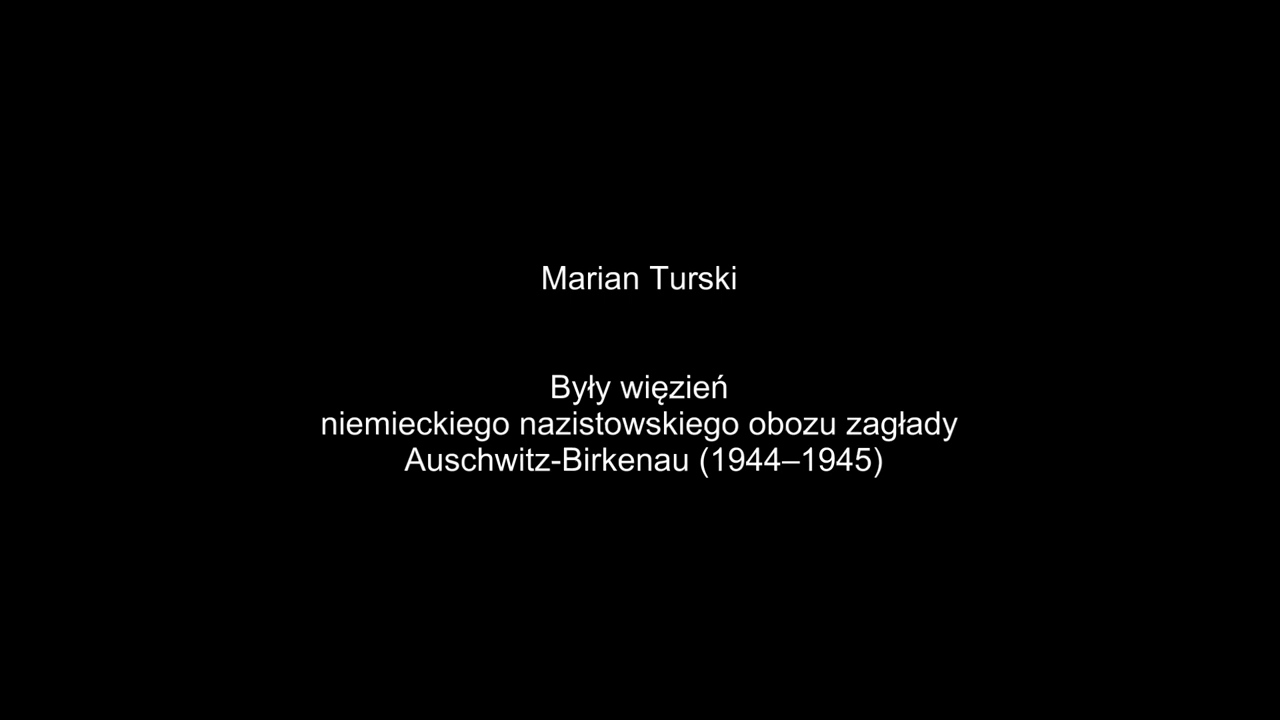 Marian Turski
Były więzień
niemieckiego nazistowskiego obozu zagłady
Auschwitz-Birkenau (1944–1945)